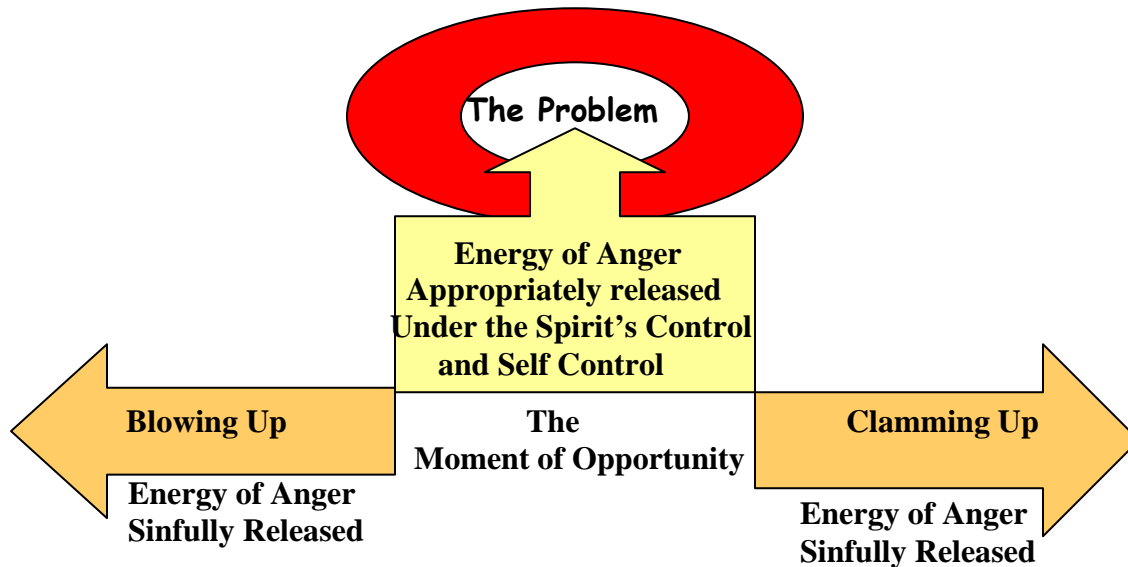 The Problem
Energy of Anger
Appropriately released
Under the Spirit’s Control
and Self Control
Blowing Up
The
Moment of Opportunity
Clamming Up
Energy of Anger
Sinfully Released
Energy of Anger
Sinfully Released